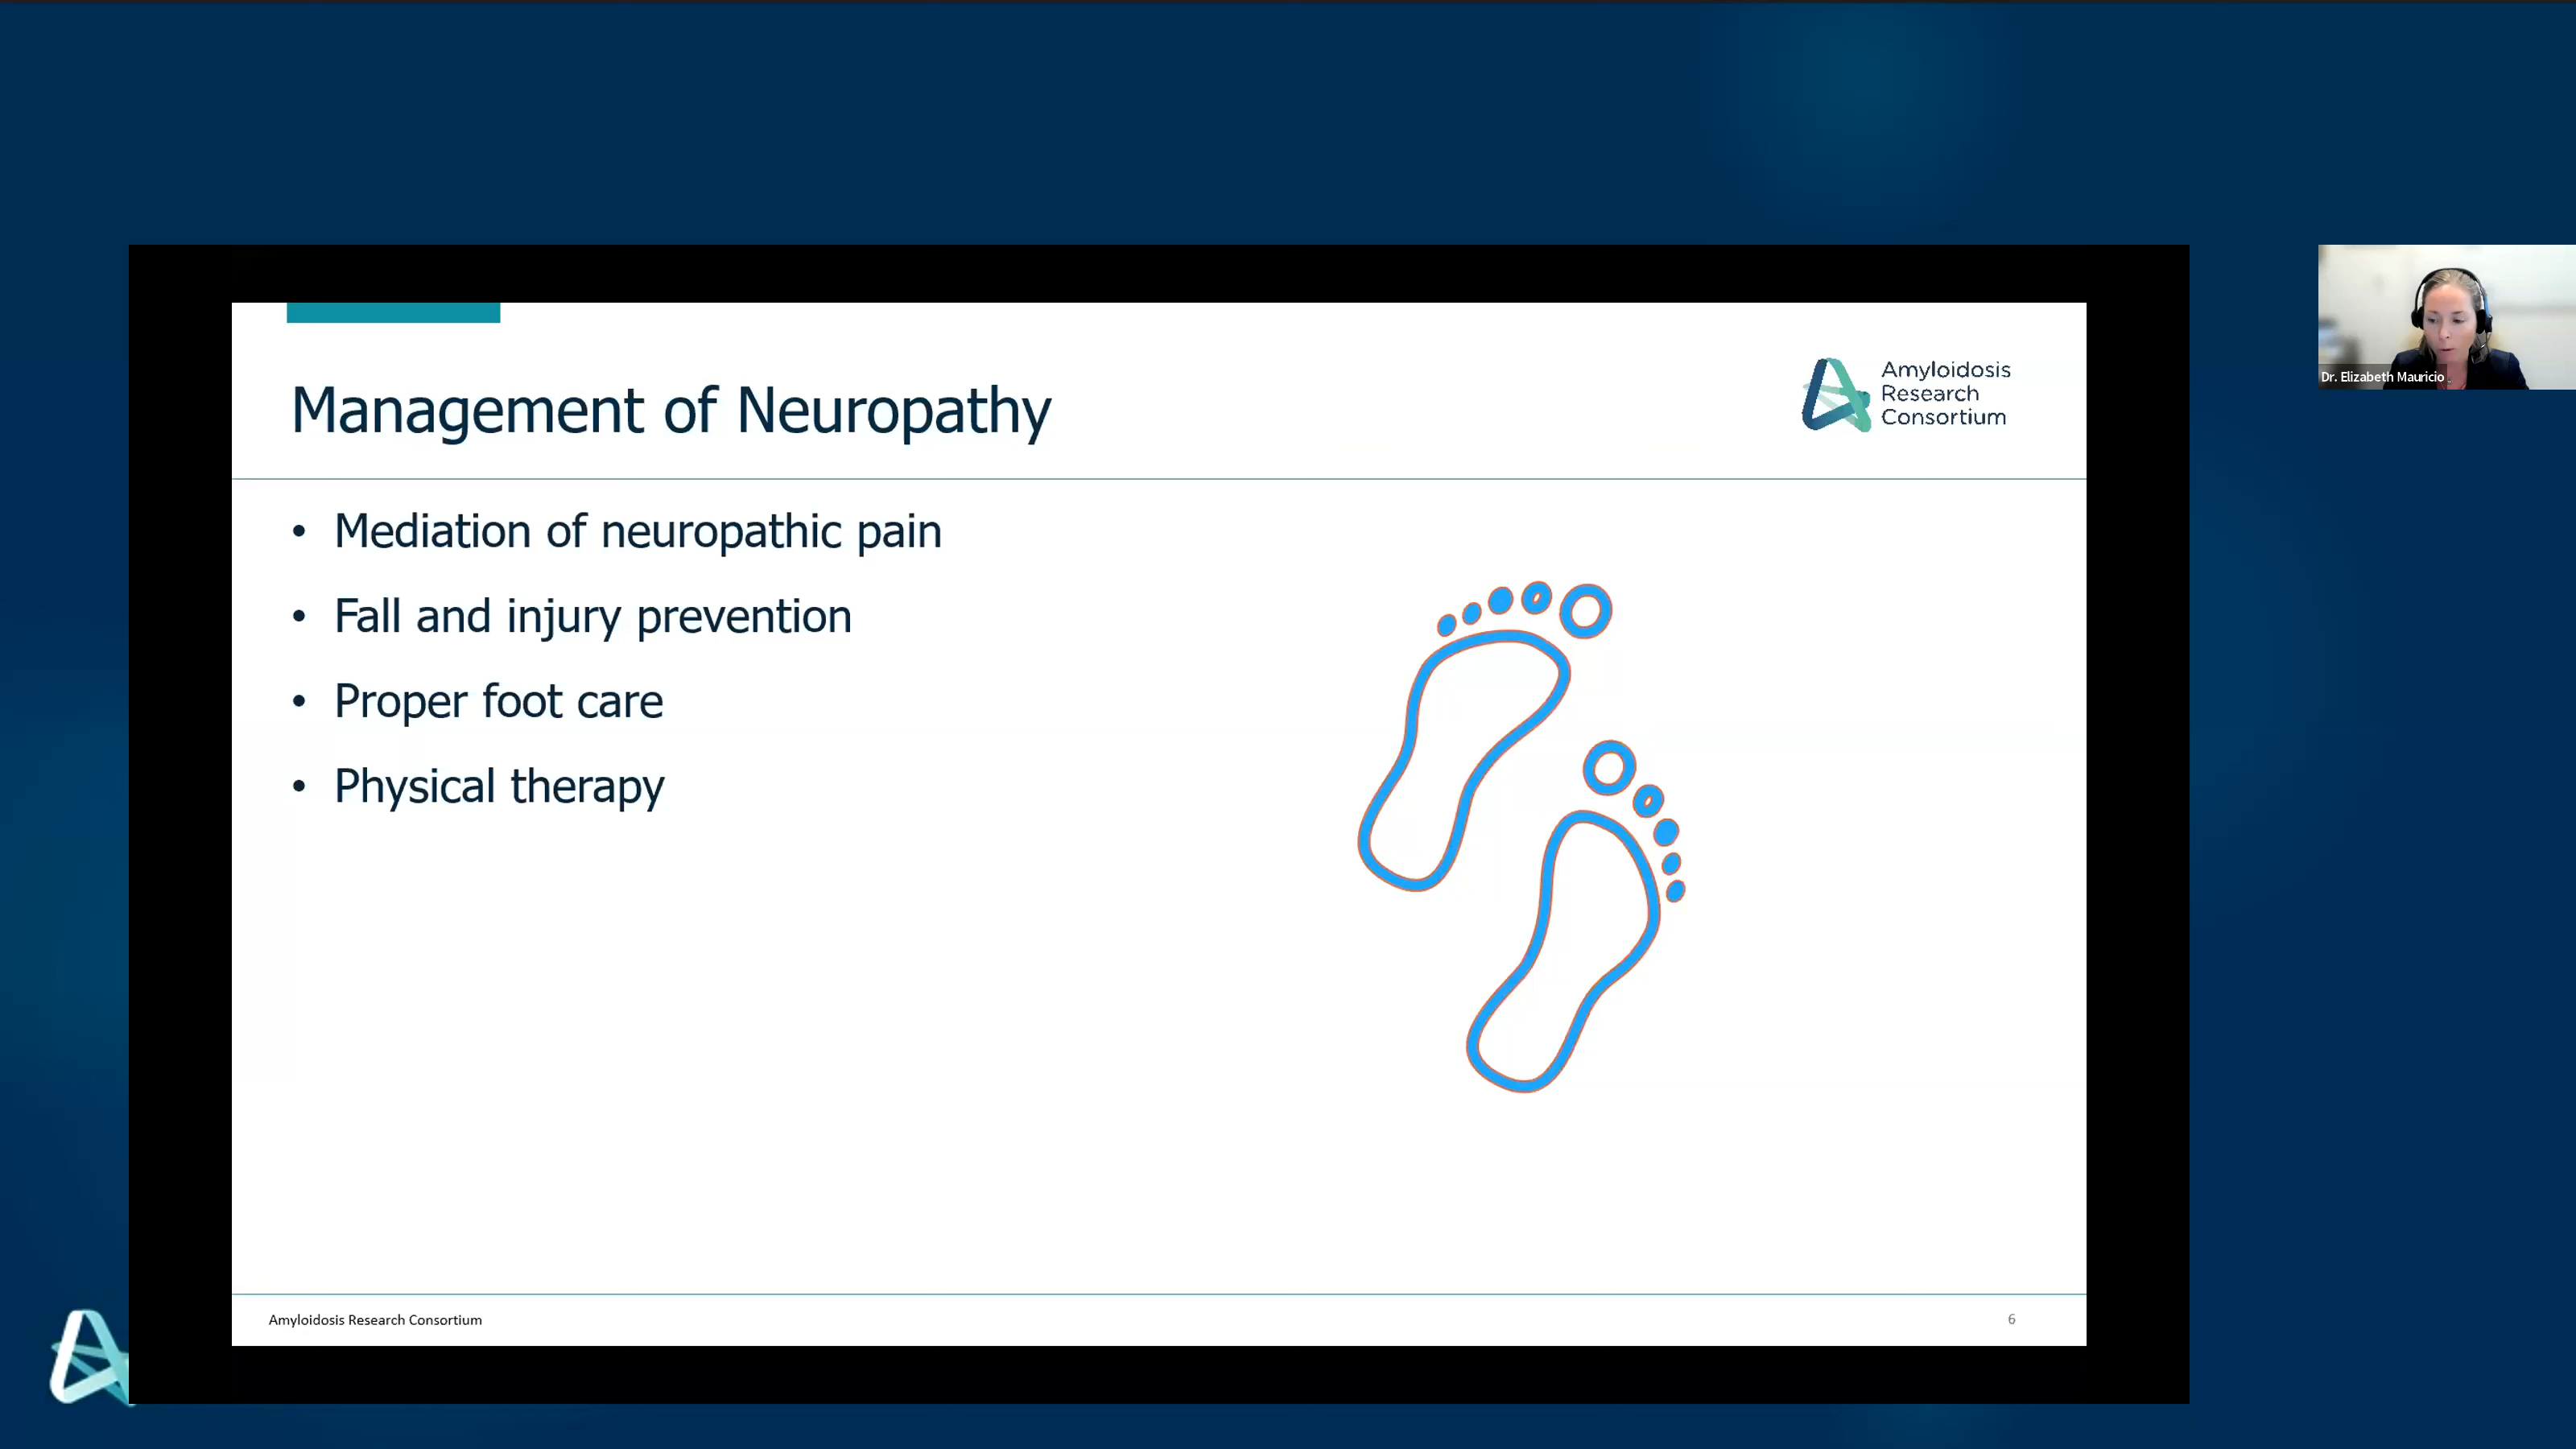 Management of Neuropathy
Amyloidosis
Research
Consortium
• Mediation of neuropathic pain
• Fall and injury prevention
• Proper foot care
• Physical therapy
Amyloidosis Research Consortium
6
Dr. Elizabeth Mauricio